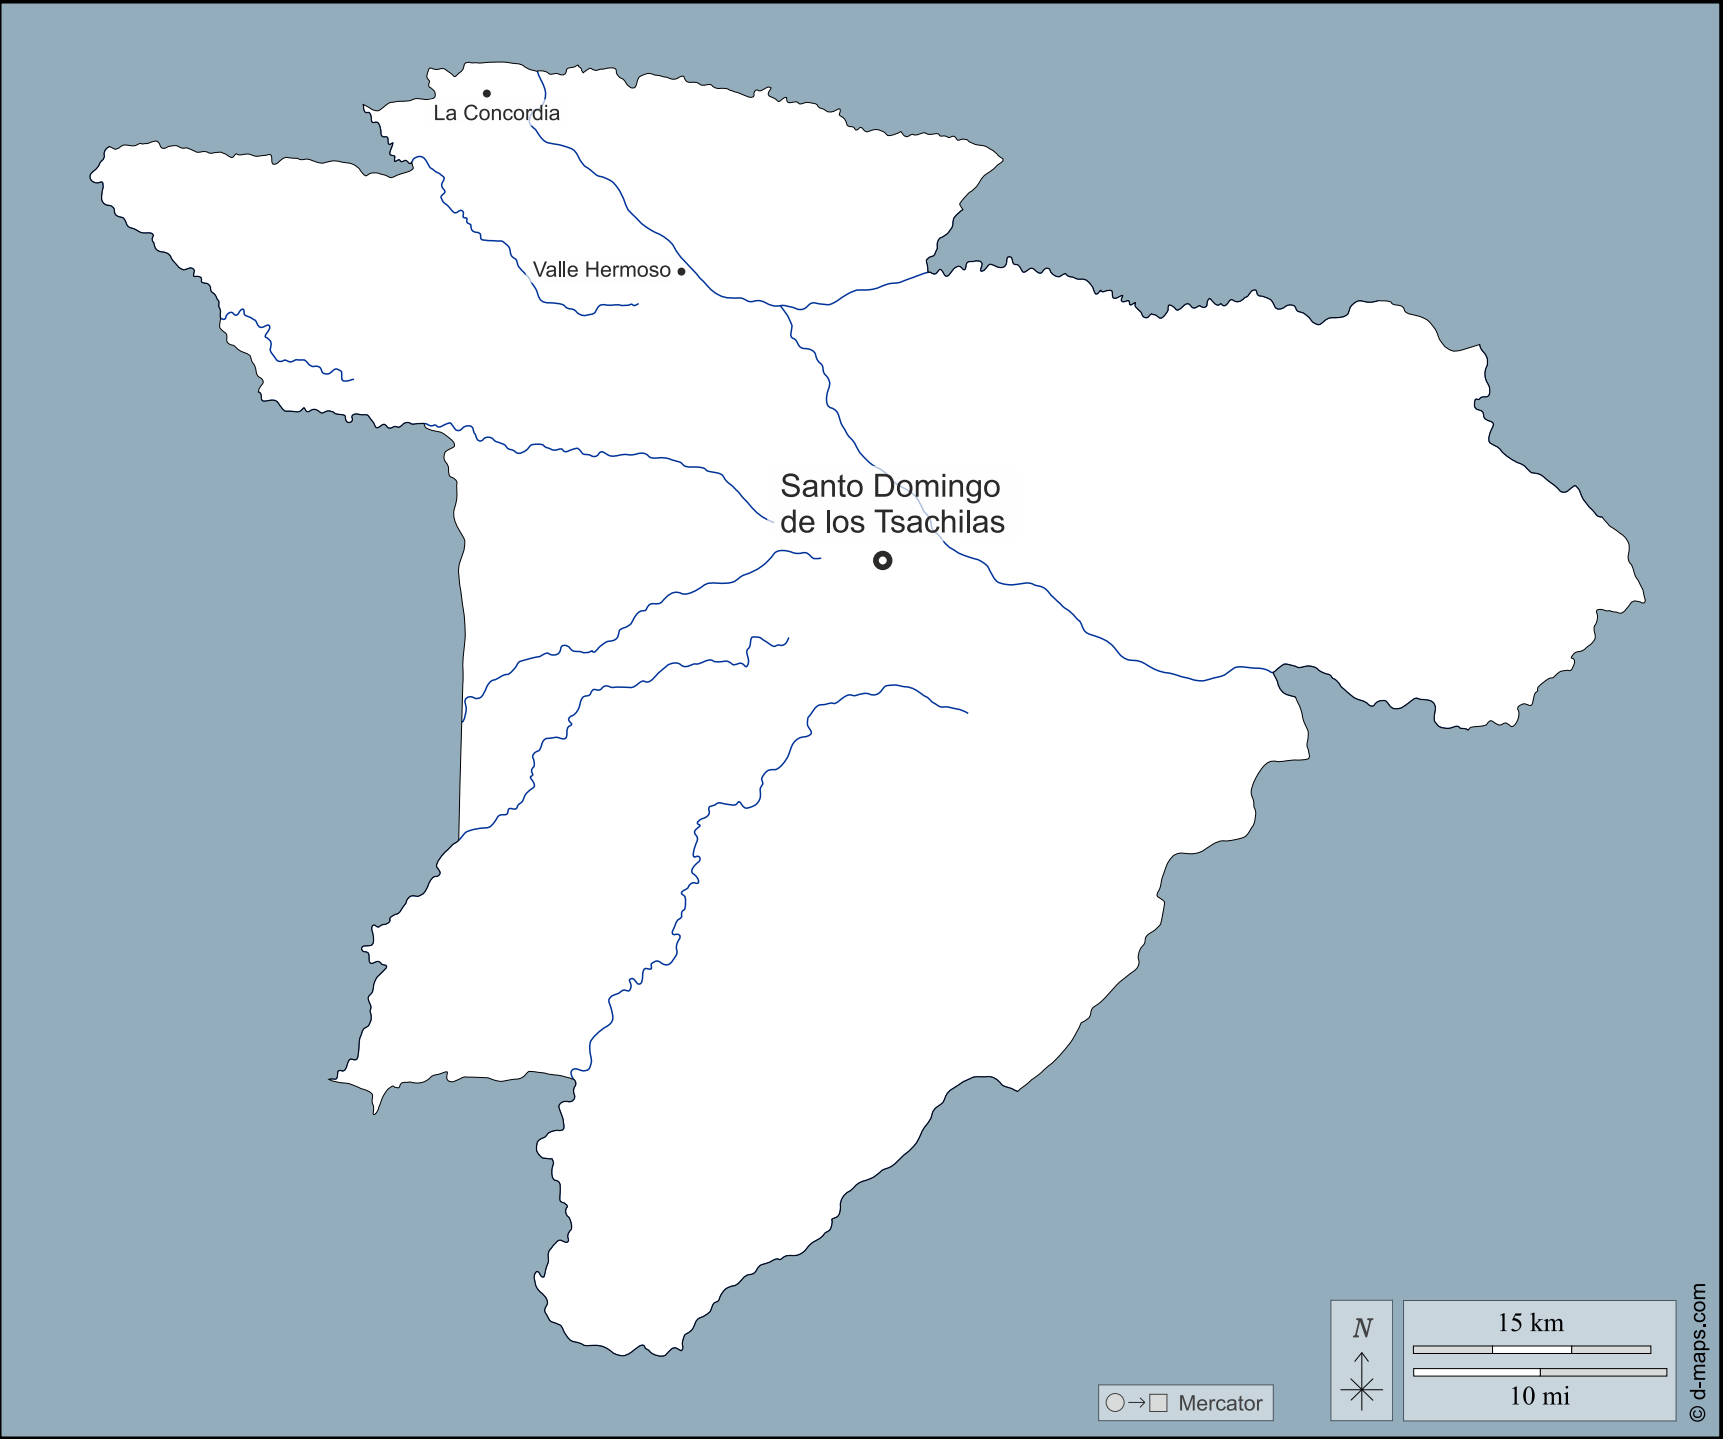 La Concordia
Valle Hermoso
Santo Domingo
de los Tsachilas
N
15 km
10 mi
Mercator
© d-maps.com